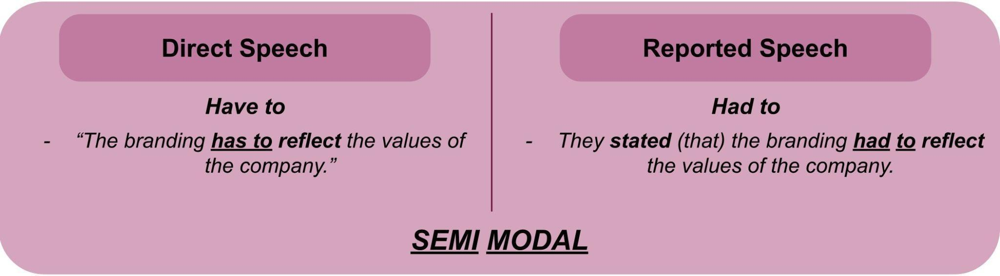 Direct Speech
Have to
- “The branding has to reflect the values of
the company.”
Reported Speech
Had to
- They stated (that) the branding had to reflect
the values of the company.
SEMI MODAL